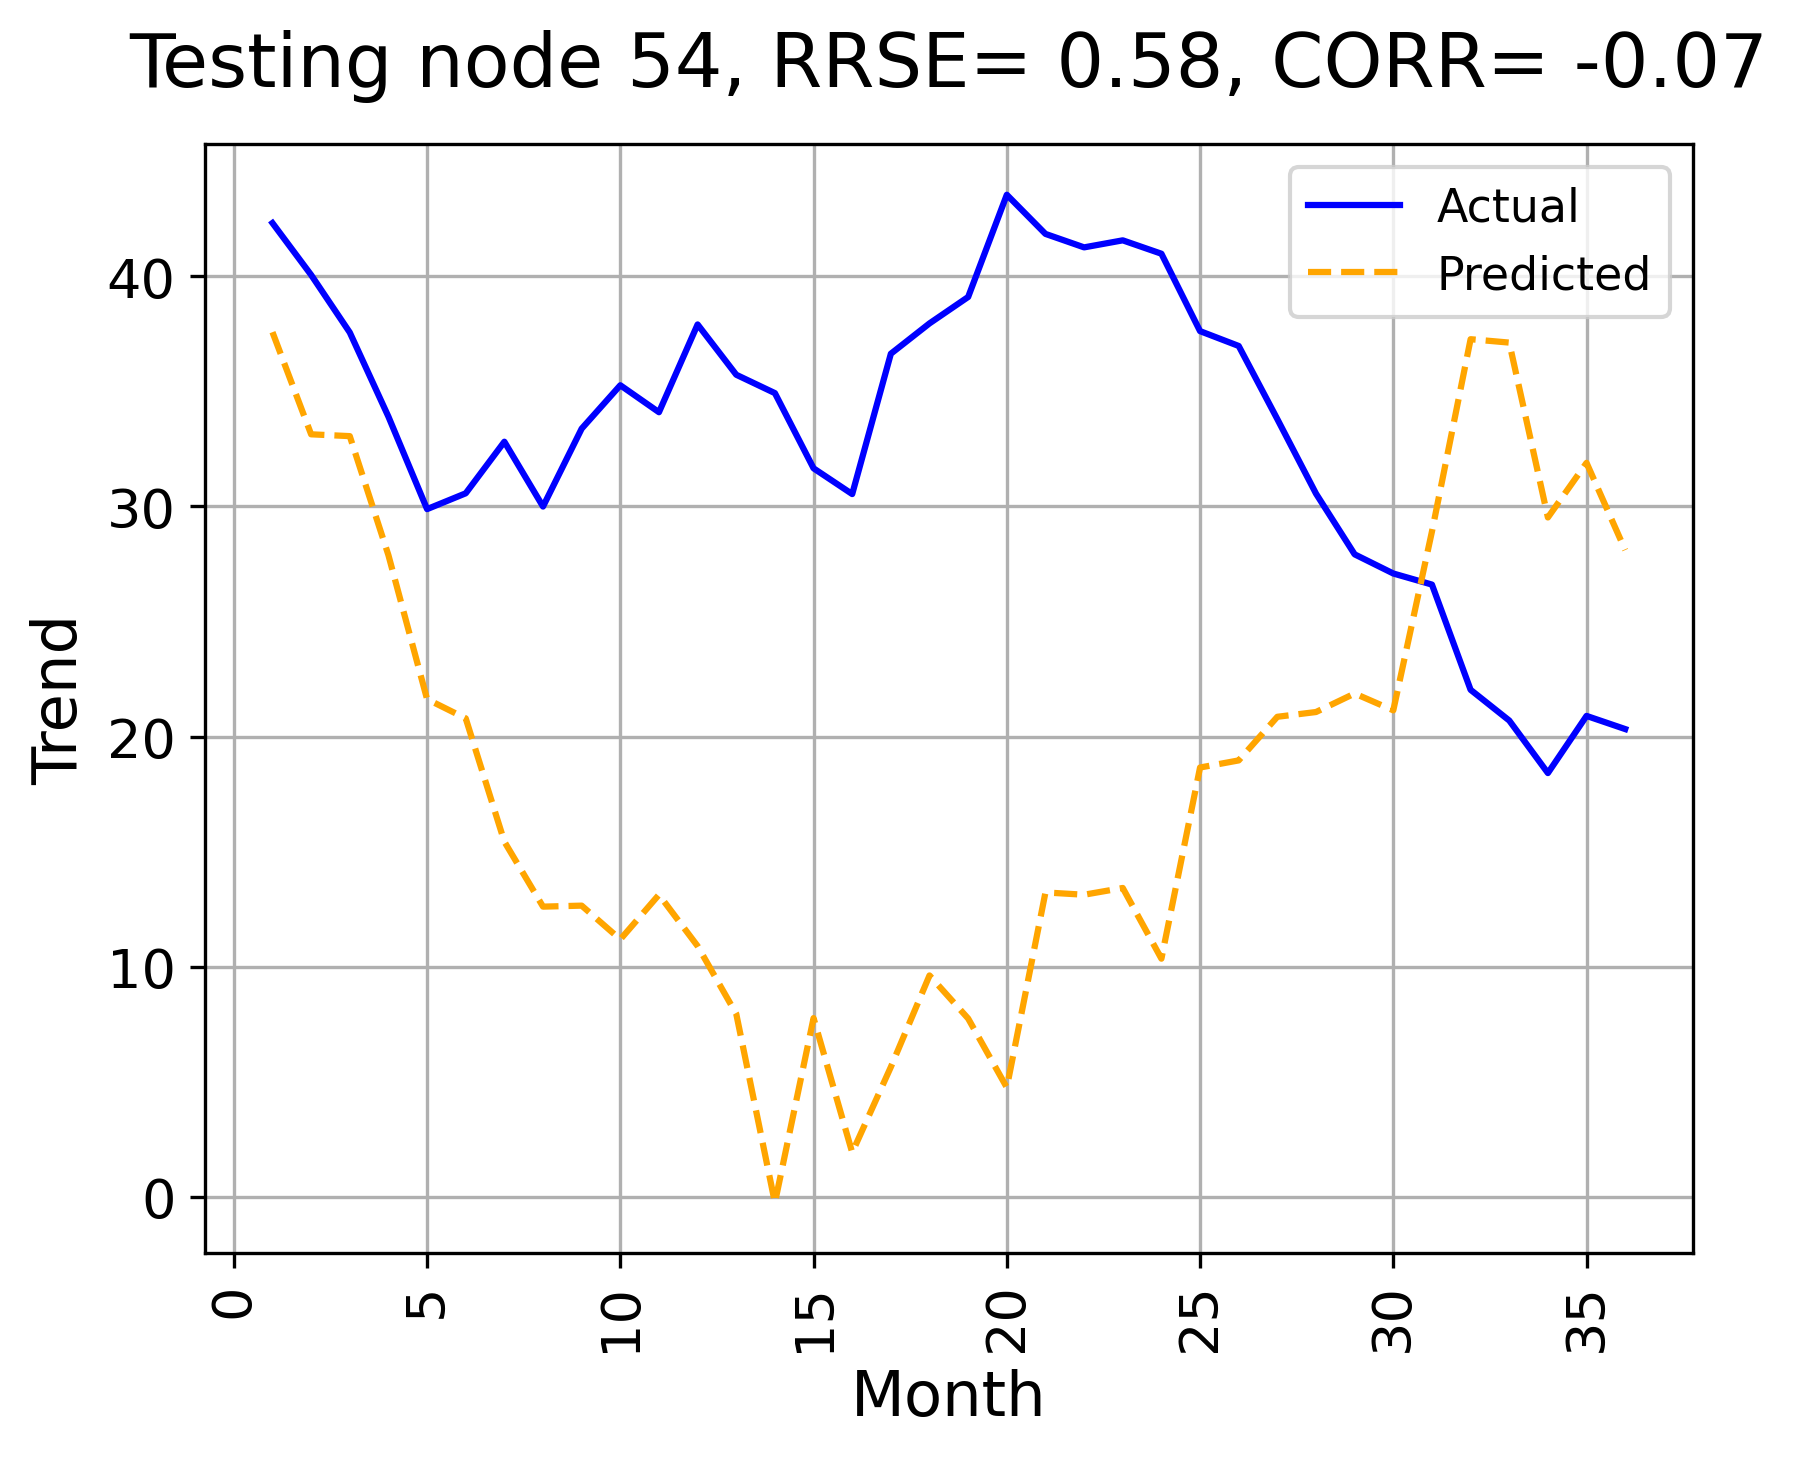 Testing node 54, RRSE= 0.58, CORR= -0.07
Actual
Predicted
40
30
20
10
0
Trend
0 5 10 15 20 25 30 35
Month